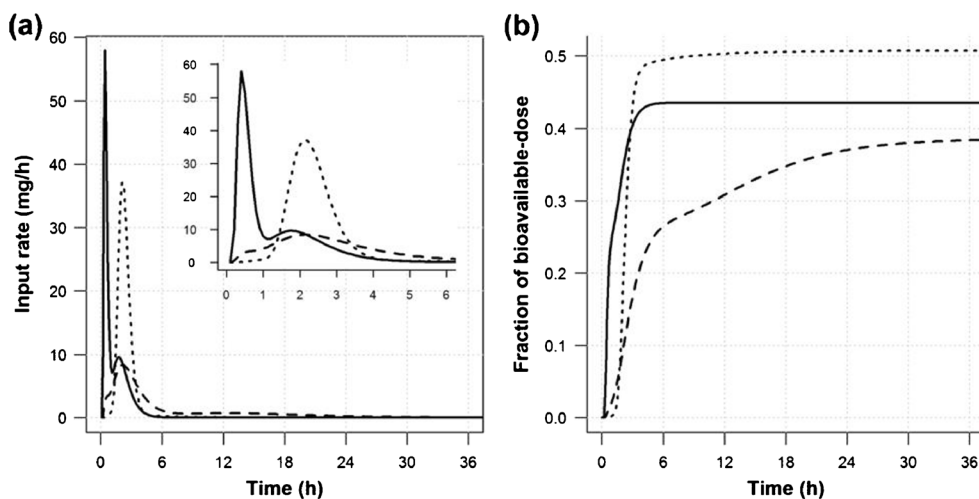 (a)
Input rate (mg/h)
60
50
40
30
20
10
0
60
50
40
30
20
10
0
0 1 2 3 4 5 6
0 6 12 18 24 30 36
Time (h)
(b)
Fraction of bioavailable-dose
0.5
0.4
0.3
0.2
0.1
0.0
0 6 12 18 24 30 36
Time (h)